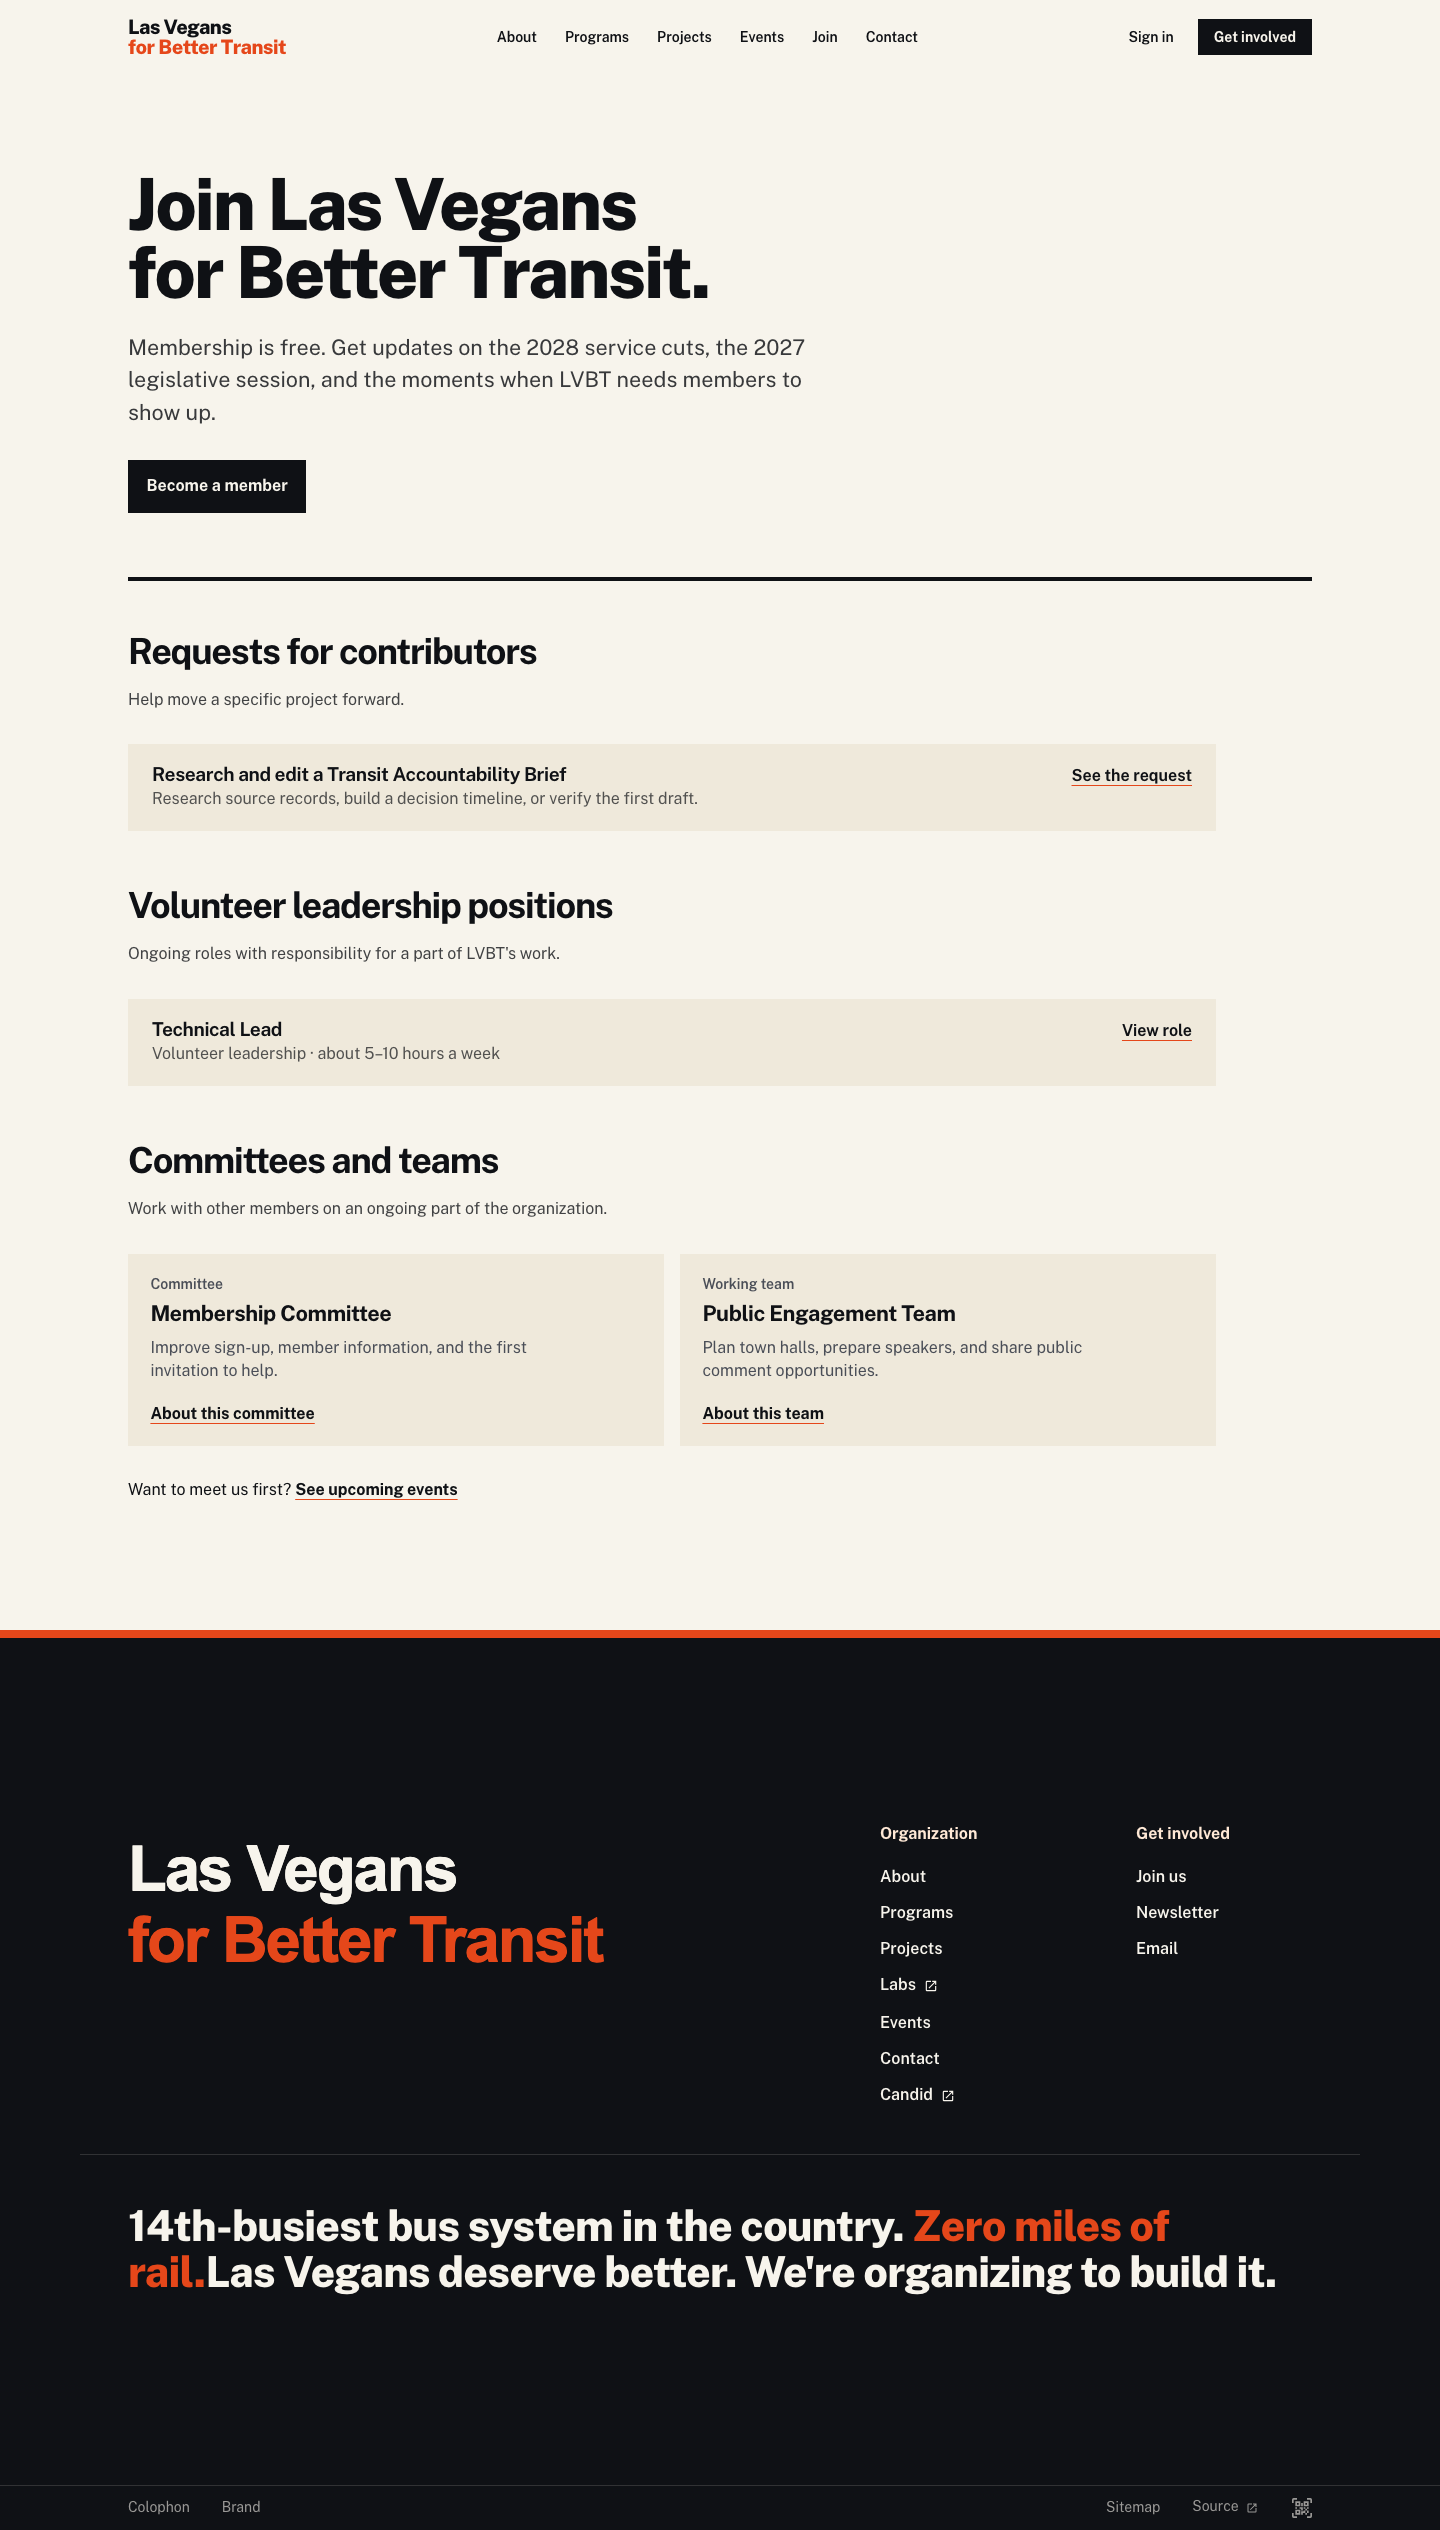 Las Vegans
for Better Transit
About Programs Projects Events Join Contact
Sign in Get involved
Join Las Vegans
for Better Transit.
Membership is free. Get updates on the 2028 service cuts, the 2027
legislative session, and the moments when LVBT needs members to
show up.
Become a member
Requests for contributors
Help move a specific project forward.
Research and edit a Transit Accountability Brief
See the request
Research source records, build a decision timeline, or verify the first draft.
Volunteer leadership positions
Ongoing roles with responsibility for a part of LVBT's work.
Technical Lead
View role
Volunteer leadership · about 5–10 hours a week
Committees and teams
Work with other members on an ongoing part of the organization.
Committee
Membership Committee
Improve sign-up, member information, and the first
invitation to help.
About this committee
Working team
Public Engagement Team
Plan town halls, prepare speakers, and share public
comment opportunities.
About this team
Want to meet us first? See upcoming events
Las Vegans
for Better Transit
Organization
About
Programs
Projects
Labs
Events
Contact
Candid
Get involved
Join us
Newsletter
Email
14th-busiest bus system in the country. Zero miles of
rail.Las Vegans deserve better. We're organizing to build it.
Colophon Brand
Sitemap Source